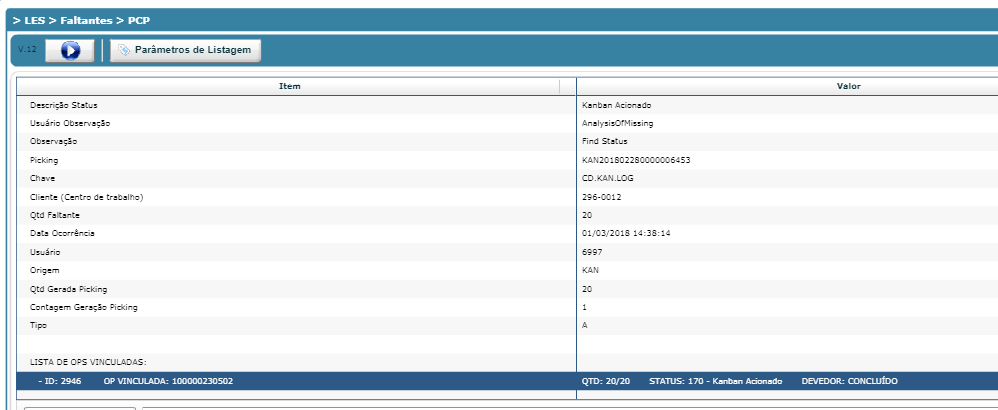 > LES > Faltantes > PCP
V.12 Parâmetros de Listagem
Item Valor
Descrição Status Kanban Acionado
Usuário Observação AnalysisOfMissing
Observação Find Status
Picking KAN201802280000006453
Chave CD.KAN.LOG
Cliente (Centro de trabalho) 296-0012
Qtd Faltante 20
Data Ocorrência 01/03/2018 14:38:14
Usuário 6997
Origem KAN
Qtd Gerada Picking 20
Contagem Geração Picking 1
Tipo A
LISTA DE OPS VINCULADAS:
- ID: 2946 OP VINCULADA: 100000230502 QTD: 20/20 STATUS: 170 - Kanban Acionado DEVEDOR: CONCLUÍDO